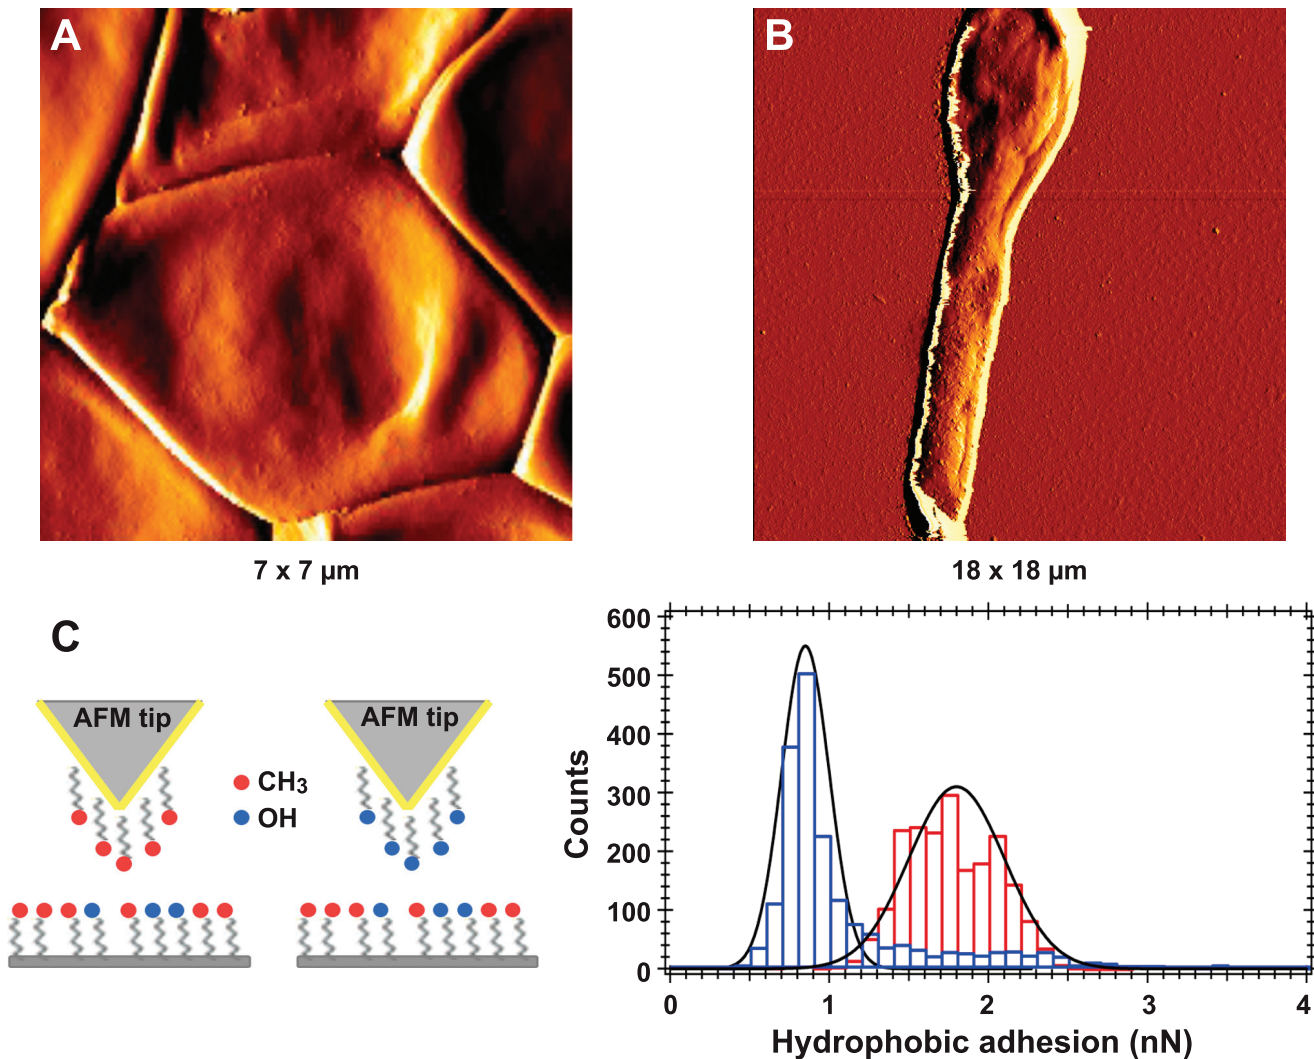 A
B
7 x 7 µm
18 x 18 µm
C
AFM tip
AFM tip
CH3
OH
600
500
400
300
200
100
0
Counts
0 1 2 3 4
Hydrophobic adhesion (nN)